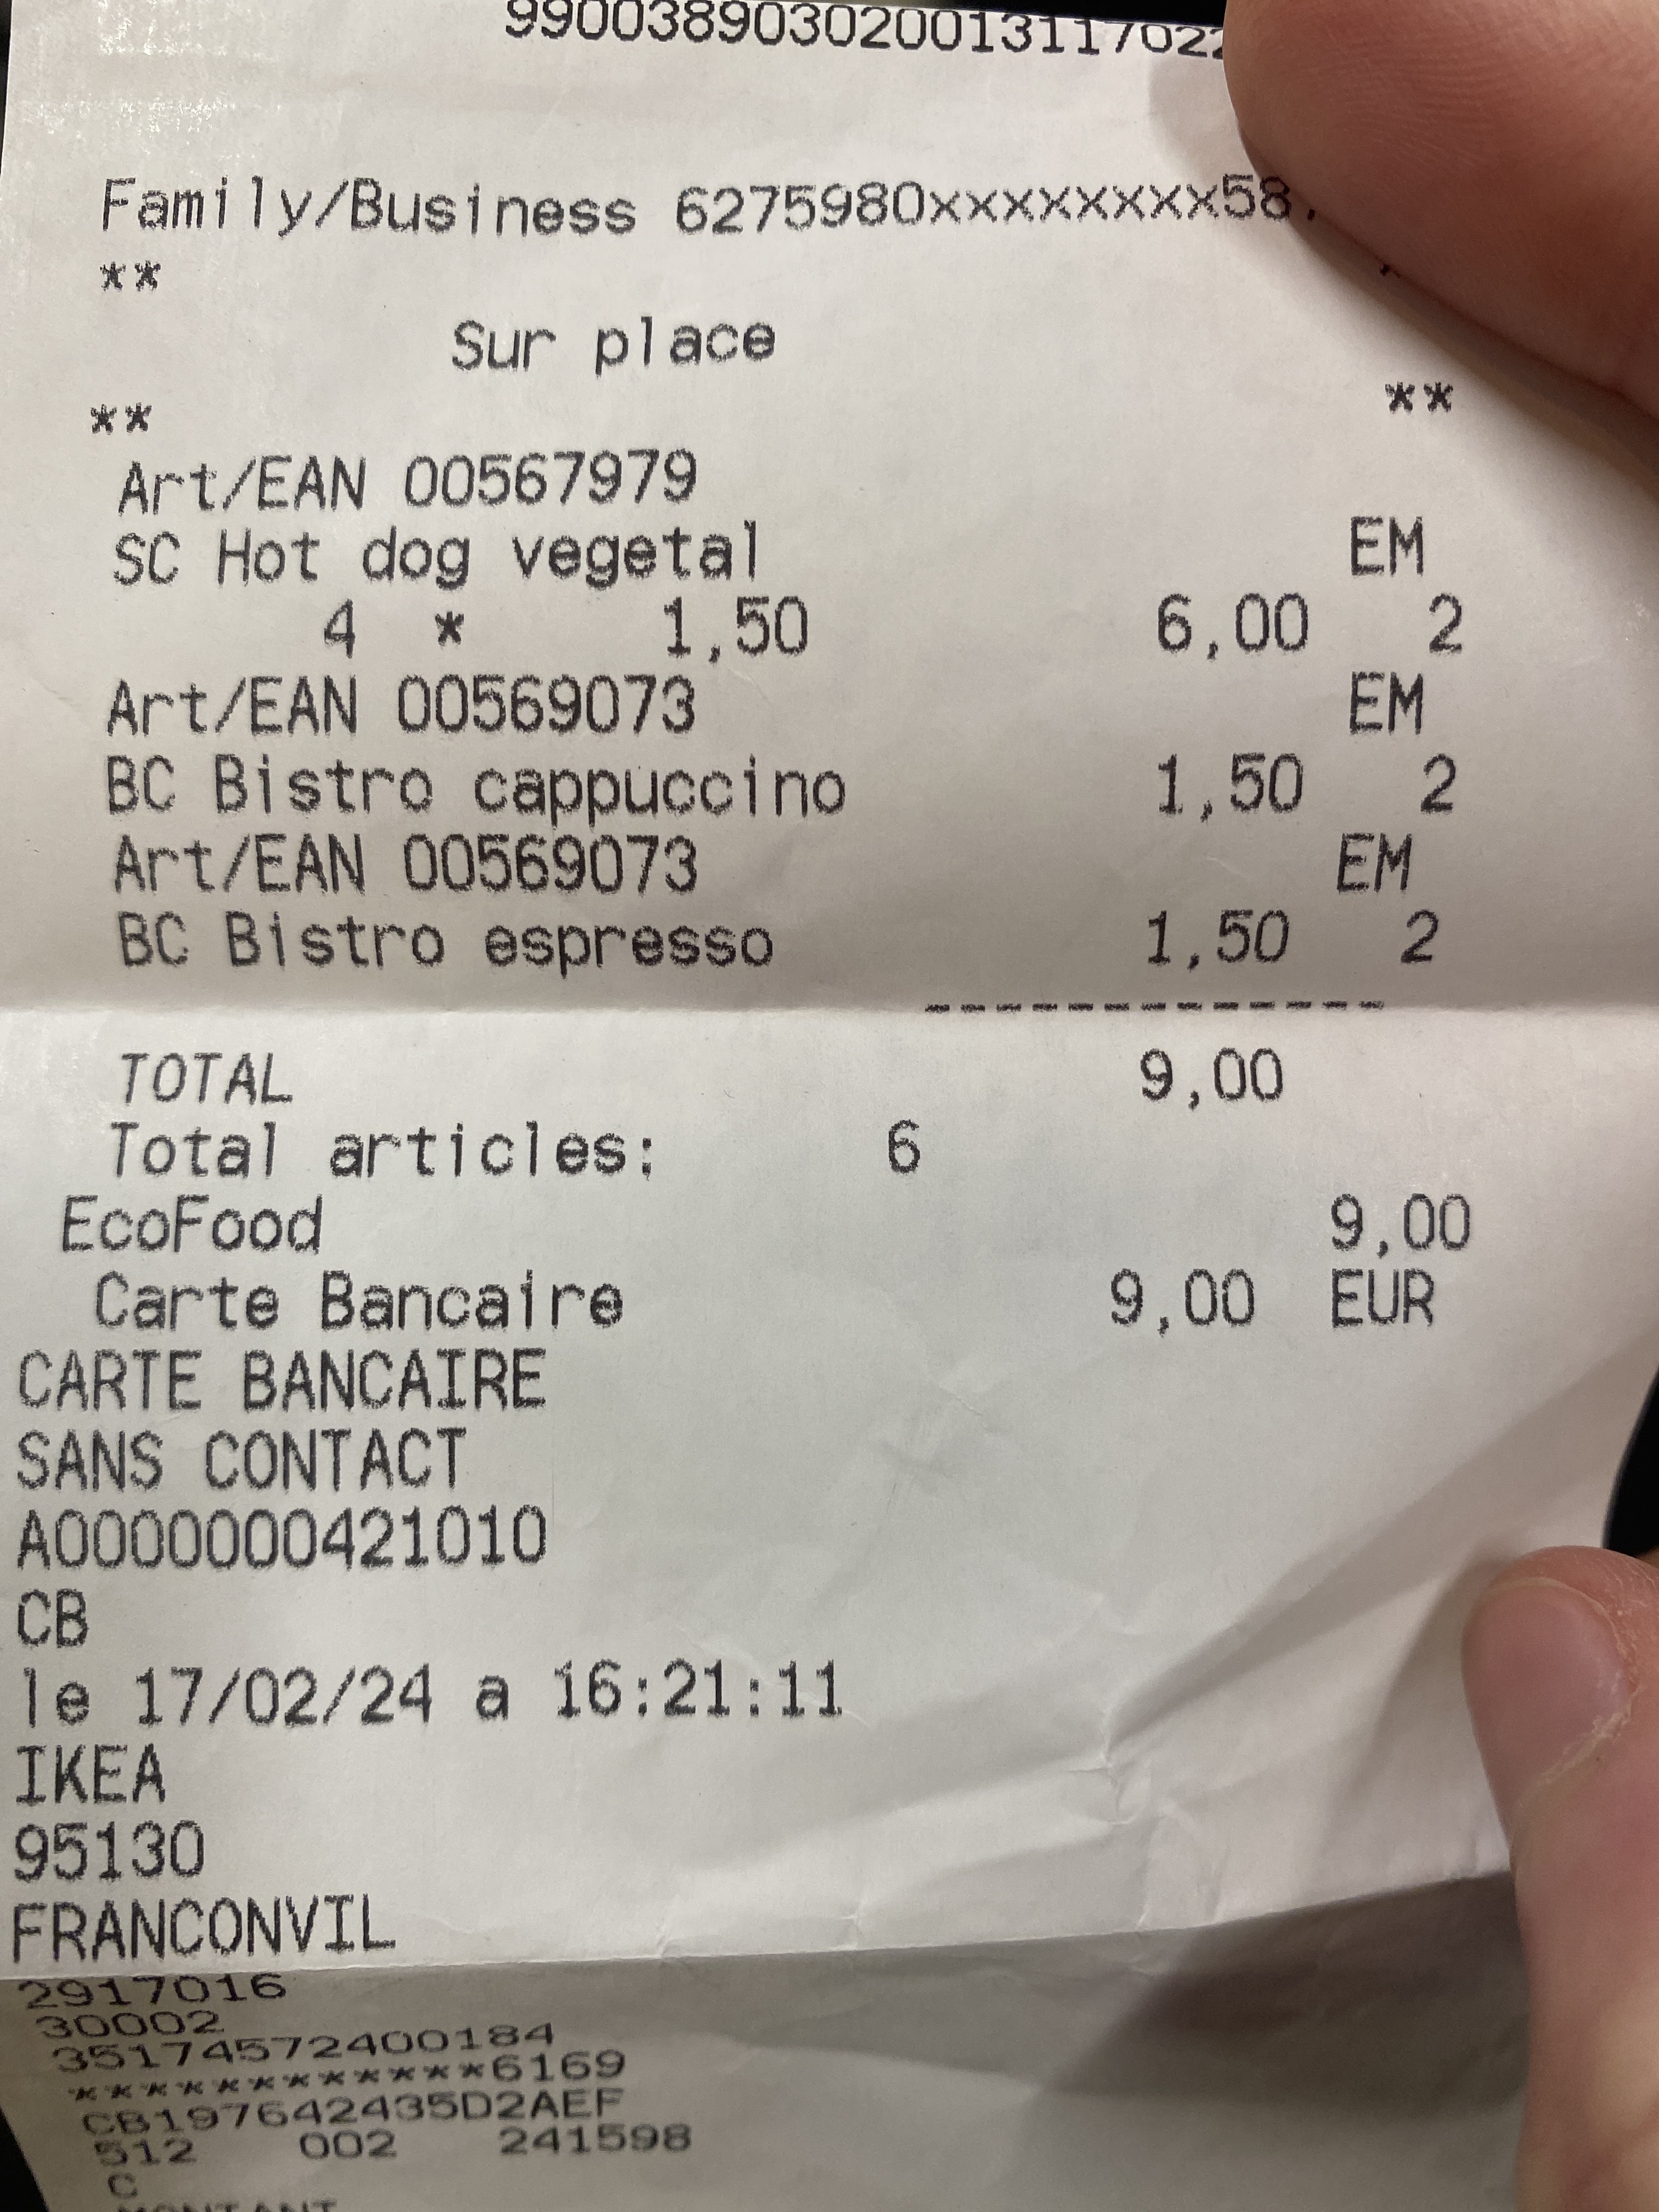 990038903020013117022
Family/Business 6275980xxxxxxxx58
**
Sur place
** **
Art/EAN 00567979
SC Hot dog vegetal EM
4 * 1,50 6,00 2
Art/EAN 00569073 EM
BC Bistro cappuccino 1,50 2
Art/EAN 00569073 EM
BC Bistro espresso 1,50 2
-------------
TOTAL 9,00
Total articles: 6
EcoFood 9,00
Carte Bancaire 9,00 EUR
CARTE BANCAIRE
SANS CONTACT
A0000000421010
CB
le 17/02/24 a 16:21:11
IKEA
95130
FRANCONVIL
2917016
30002
35174572400184
************6169
CB197642435D2AEF
512 002 241598
C
MONTANT